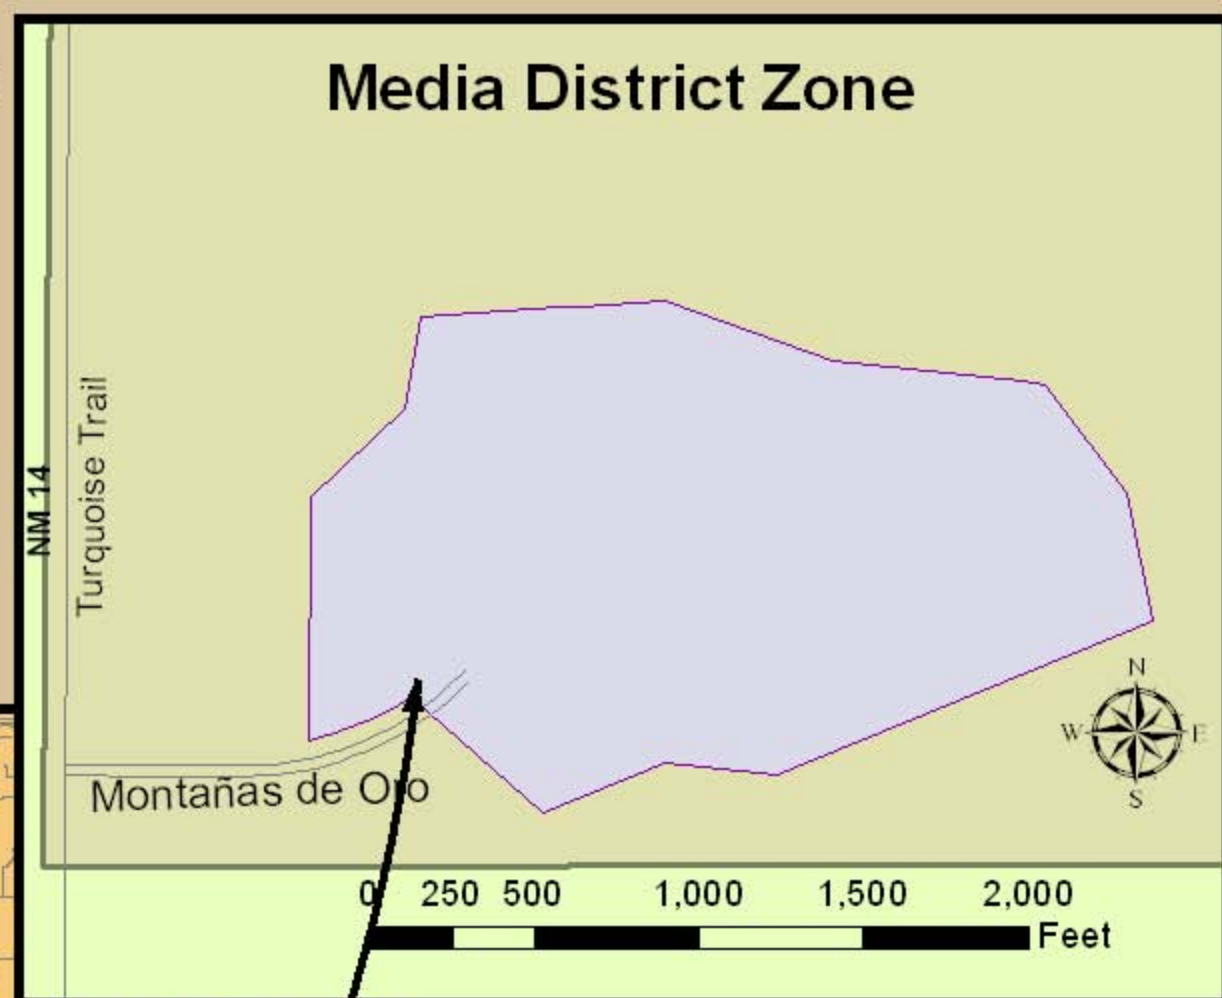 Media District Zone
Turquoise Trail
NM 14
N
W E
S
Montañas de Oro
0 250 500 1,000 1,500 2,000
Feet